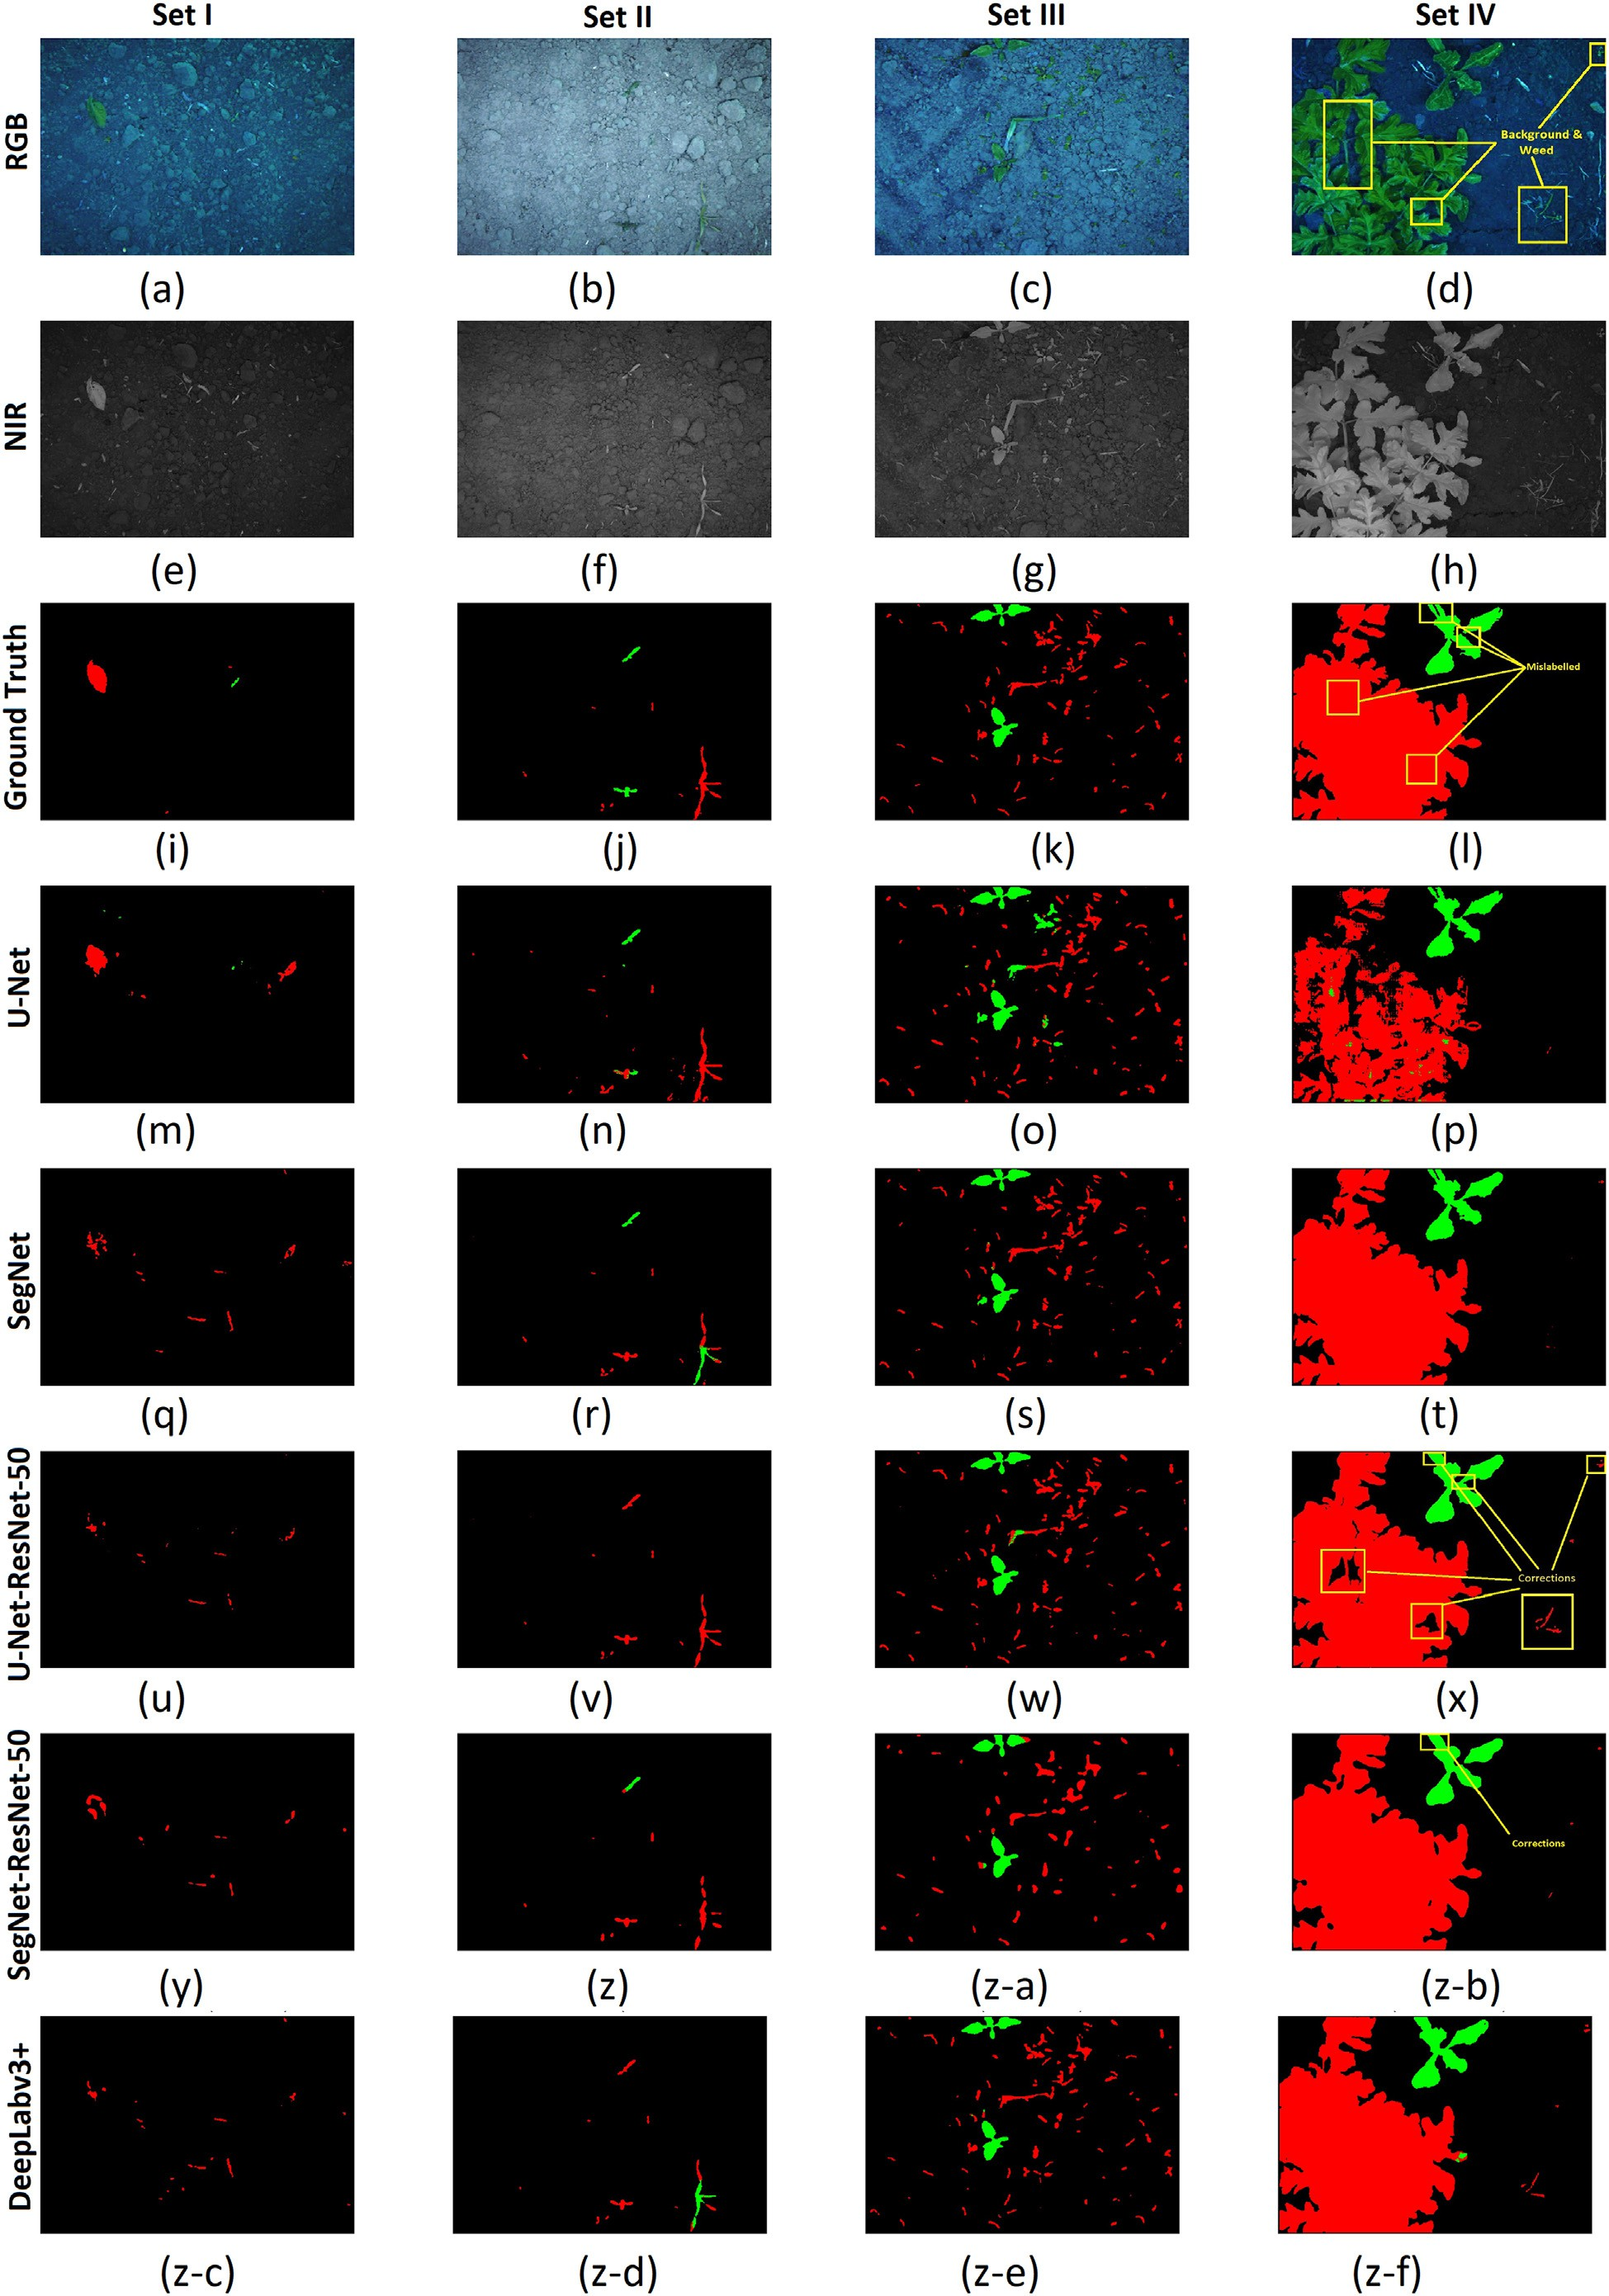 Set I Set II Set III Set IV
RGB
Background &
Weed
(a) (b) (c) (d)
NIR
(e) (f) (g) (h)
Ground Truth
Mislabelled
(i) (j) (k) (l)
U-Net
(m) (n) (o) (p)
SegNet
(q) (r) (s) (t)
U-Net-ResNet-50
Corrections
(u) (v) (w) (x)
SegNet-ResNet-50
Corrections
(y) (z) (z-a) (z-b)
DeepLabv3+
(z-c) (z-d) (z-e) (z-f)